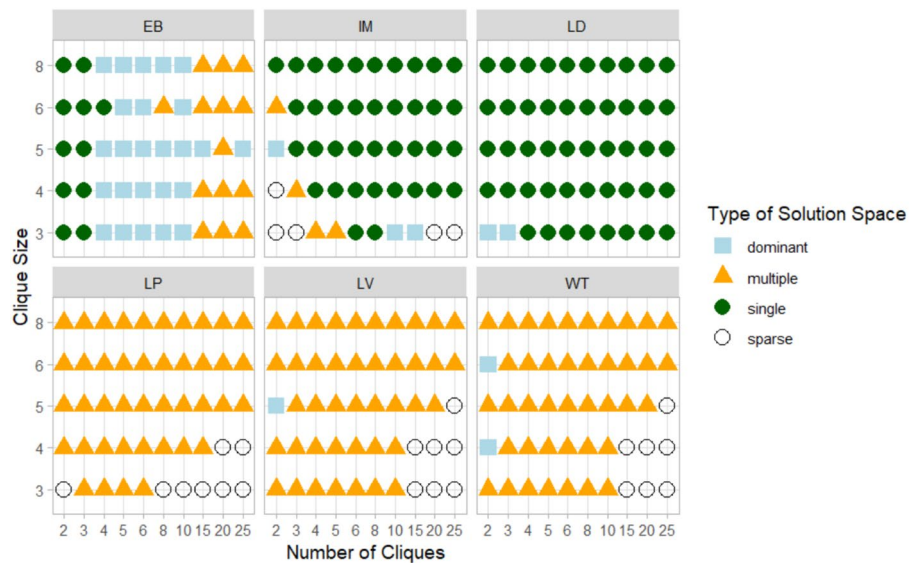 EB IM LD
8
6
5
4
3
LP LV WT
8
6
5
4
3
2 3 4 5 6 8 10 15 20 25 2 3 4 5 6 8 10 15 20 25 2 3 4 5 6 8 10 15 20 25
Number of Cliques
Clique Size
Type of Solution Space
dominant
multiple
single
sparse